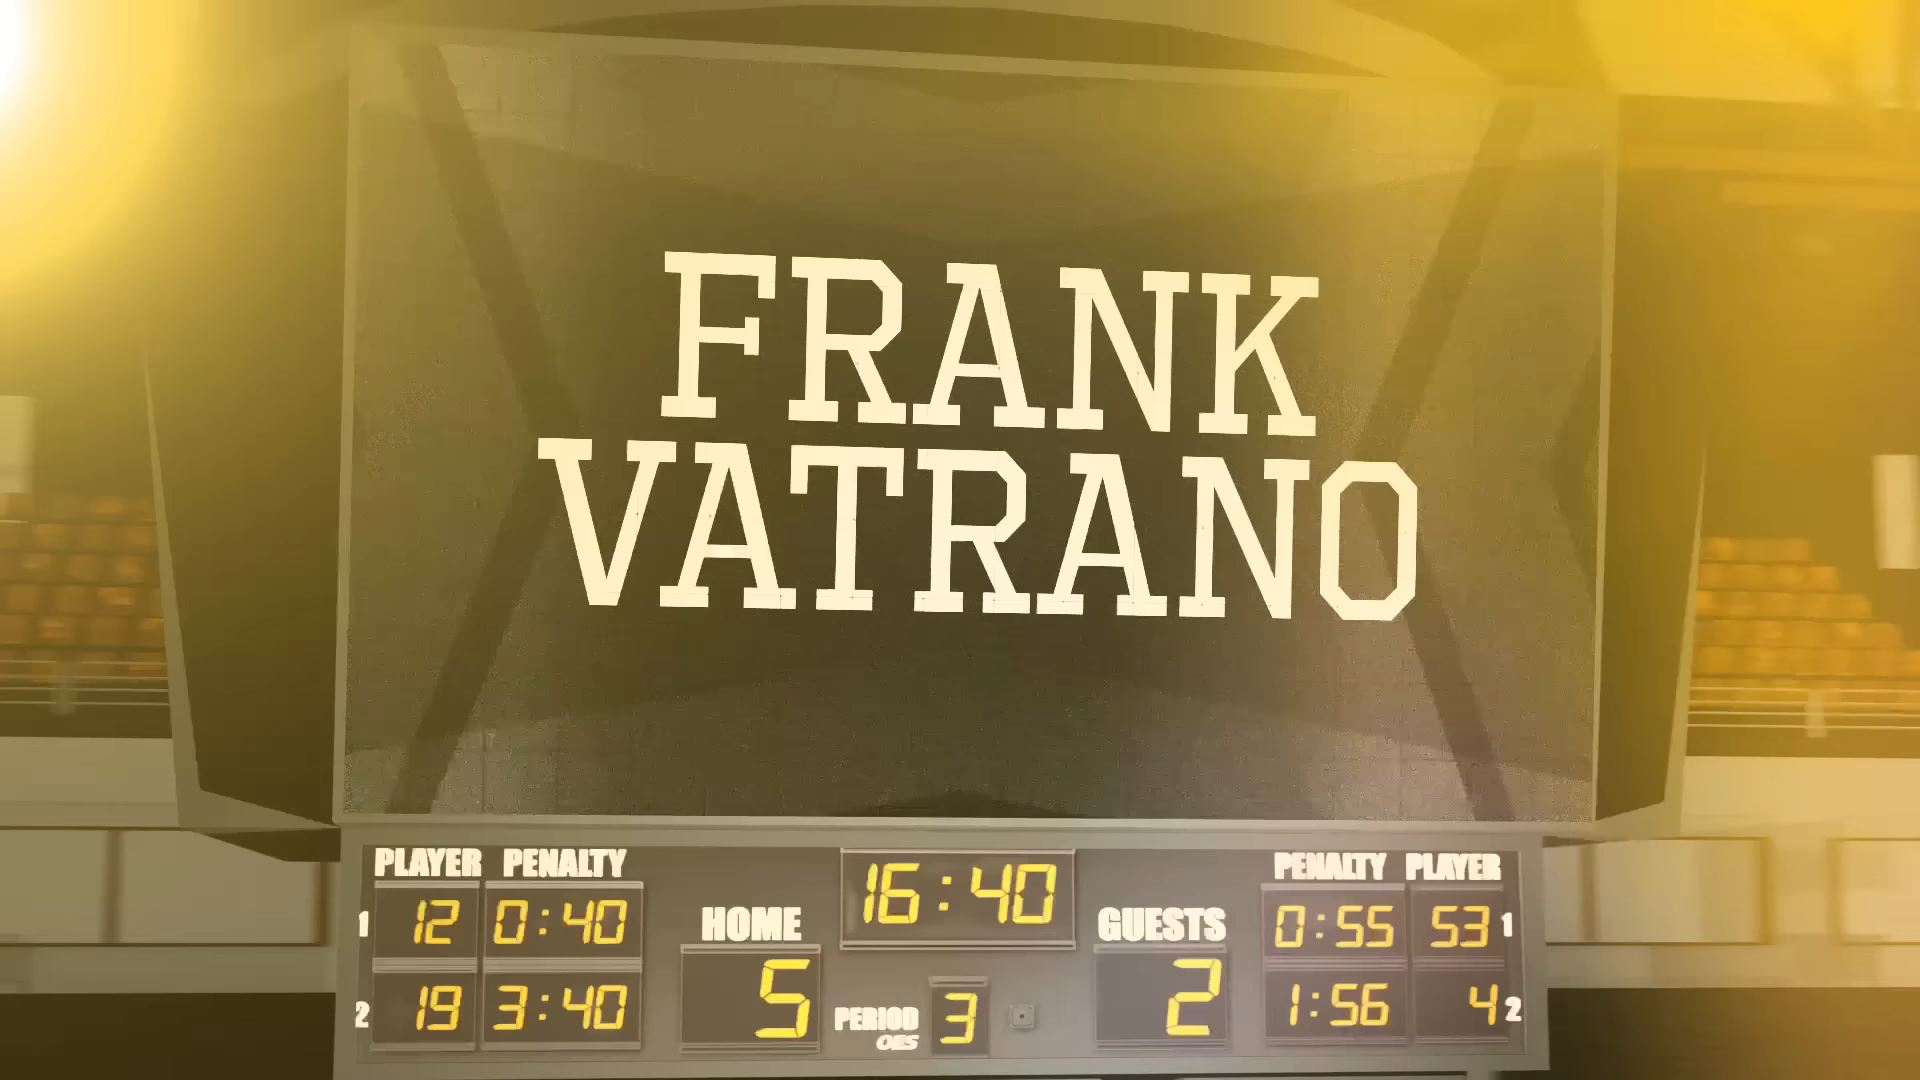 FRANK
VATRANO
PLAYER PENALTY
16:40
PENALTY PLAYER
1 12 0:40
HOME
GUESTS
0:55 53 1
2 19 3:40
5
PERIOD 3
OES
2
1:56 4 2